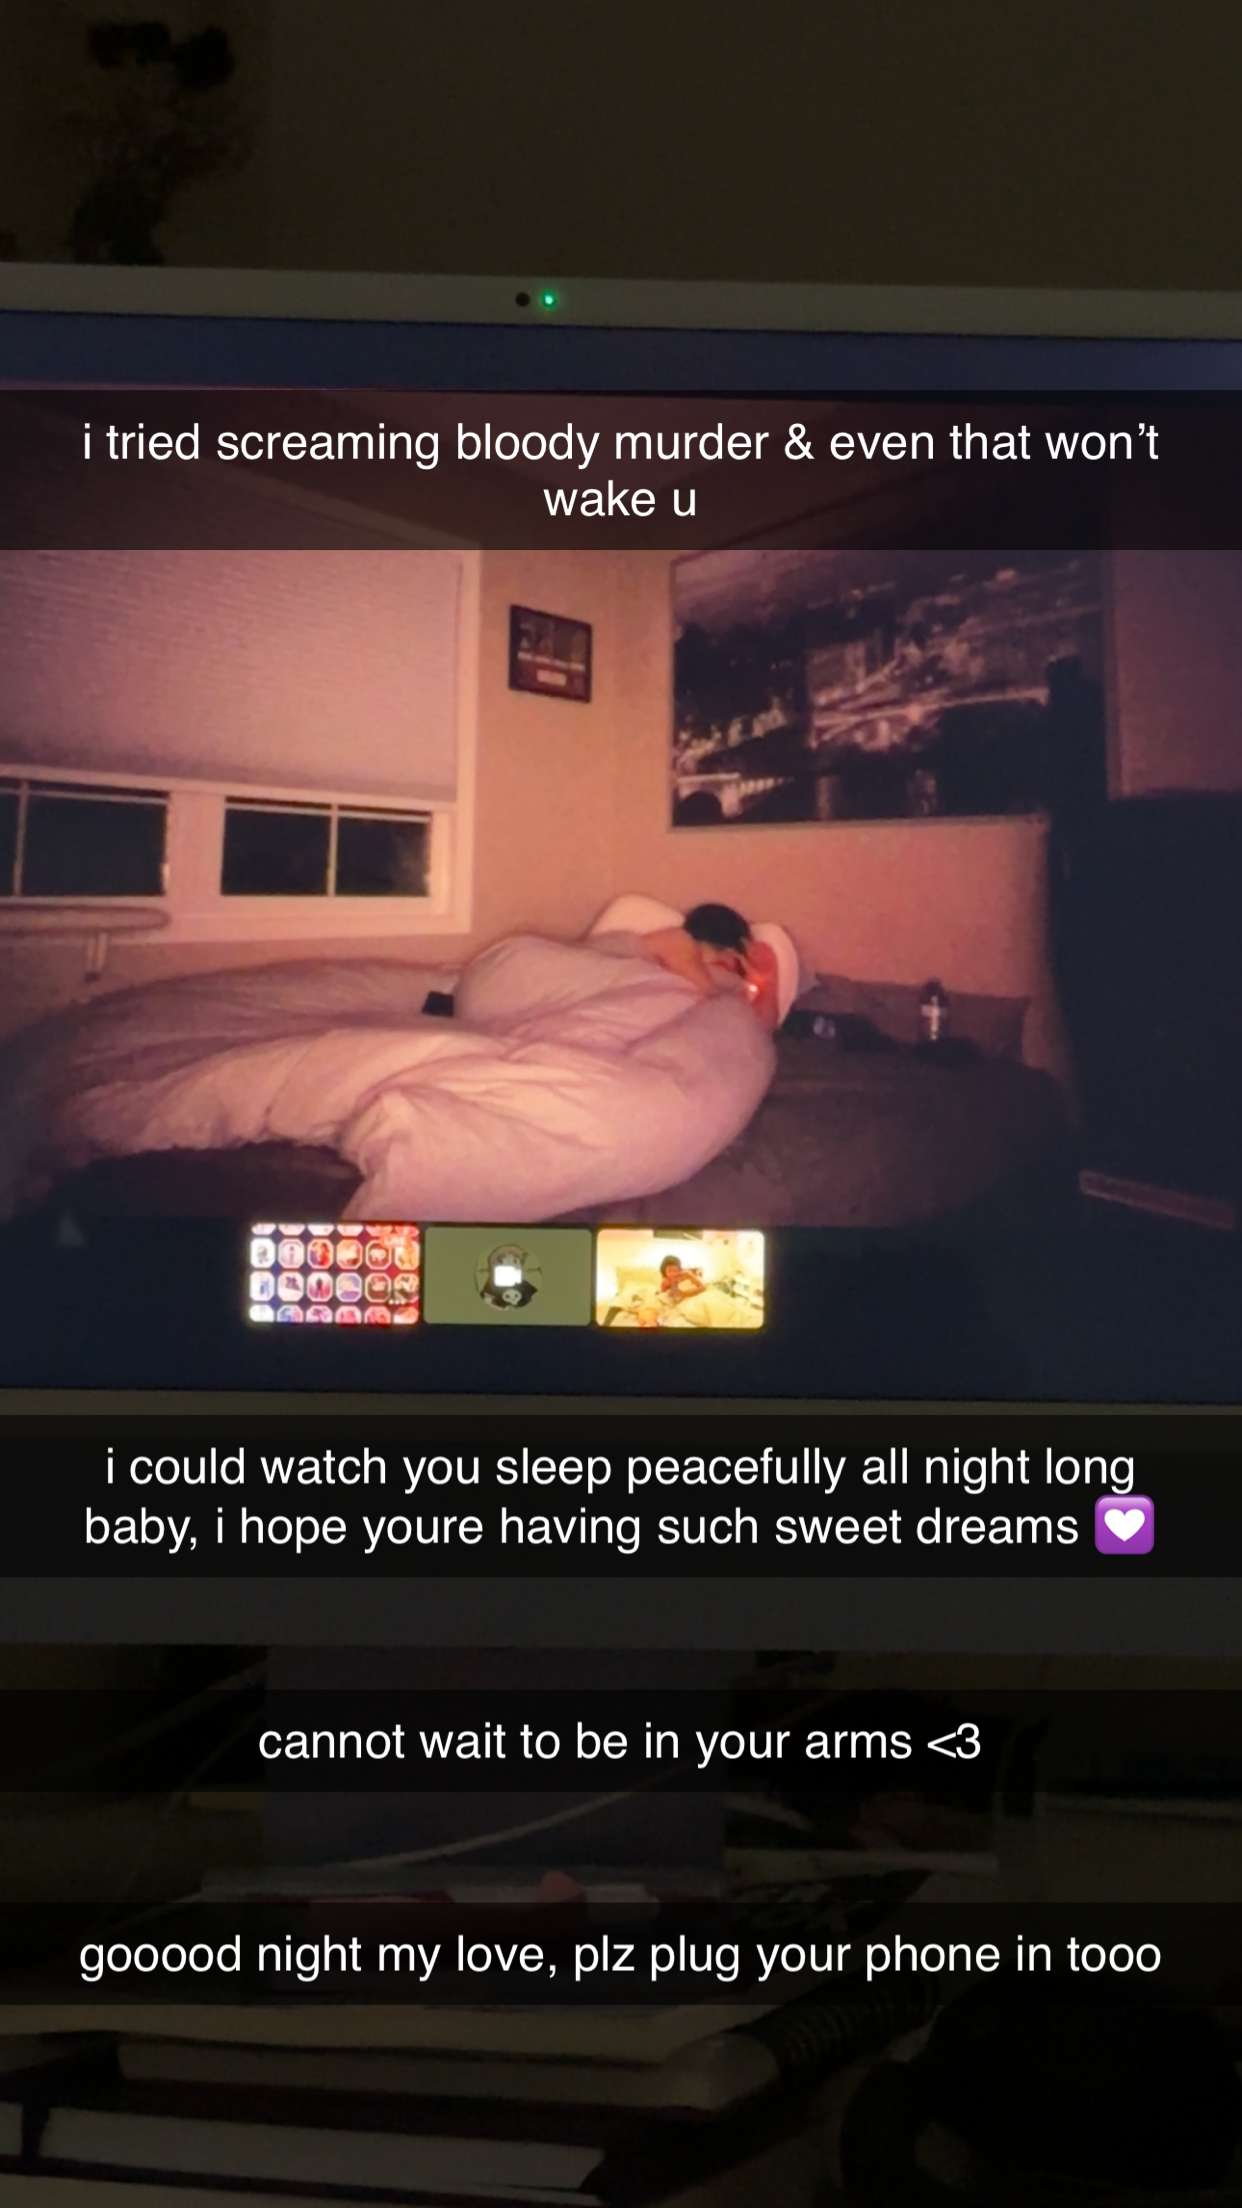 i tried screaming bloody murder & even that won’t
wake u
i could watch you sleep peacefully all night long
baby, i hope youre having such sweet dreams 💟
cannot wait to be in your arms <3
gooood night my love, plz plug your phone in tooo